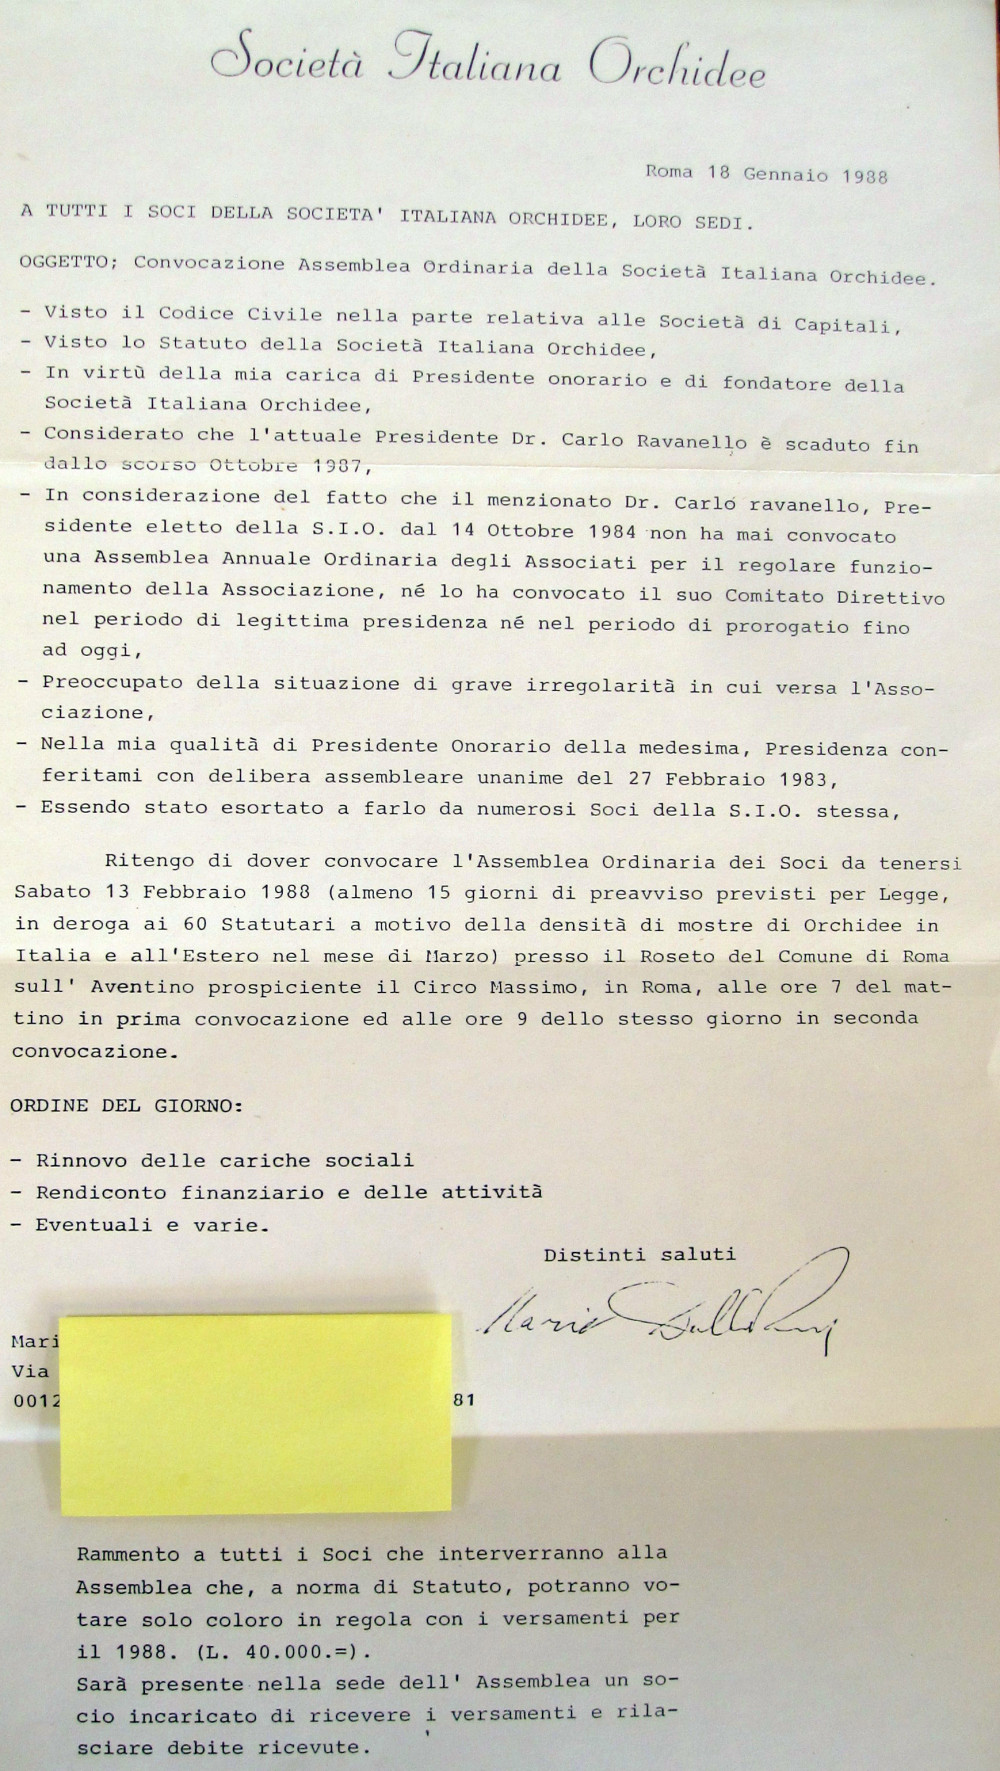 Società Italiana Orchidee
Roma 18 Gennaio 1988
A TUTTI I SOCI DELLA SOCIETA' ITALIANA ORCHIDEE, LORO SEDI.
OGGETTO; Convocazione Assemblea Ordinaria della Società Italiana Orchidee.
- Visto il Codice Civile nella parte relativa alle Società di Capitali,
- Visto lo Statuto della Società Italiana Orchidee,
- In virtù della mia carica di Presidente onorario e di fondatore della
Società Italiana Orchidee,
- Considerato che l'attuale Presidente Dr. Carlo Ravanello è scaduto fin
dallo scorso Ottobre 1987,
- In considerazione del fatto che il menzionato Dr. Carlo ravanello, Pre-
sidente eletto della S.I.O. dal 14 Ottobre 1984 non ha mai convocato
una Assemblea Annuale Ordinaria degli Associati per il regolare funzio-
namento della Associazione, né lo ha convocato il suo Comitato Direttivo
nel periodo di legittima presidenza né nel periodo di prorogatio fino
ad oggi,
- Preoccupato della situazione di grave irregolarità in cui versa l'Asso-
ciazione,
- Nella mia qualità di Presidente Onorario della medesima, Presidenza con-
feritami con delibera assembleare unanime del 27 Febbraio 1983,
- Essendo stato esortato a farlo da numerosi Soci della S.I.O. stessa,
Ritengo di dover convocare l'Assemblea Ordinaria dei Soci da tenersi
Sabato 13 Febbraio 1988 (almeno 15 giorni di preavviso previsti per Legge,
in deroga ai 60 Statutari a motivo della densità di mostre di Orchidee in
Italia e all'Estero nel mese di Marzo) presso il Roseto del Comune di Roma
sull' Aventino prospiciente il Circo Massimo, in Roma, alle ore 7 del mat-
tino in prima convocazione ed alle ore 9 dello stesso giorno in seconda
convocazione.
ORDINE DEL GIORNO:
- Rinnovo delle cariche sociali
- Rendiconto finanziario e delle attività
- Eventuali e varie.
Distinti saluti
Mario
Mari
Via
0012 81
Rammento a tutti i Soci che interverranno alla
Assemblea che, a norma di Statuto, potranno vo-
tare solo coloro in regola con i versamenti per
il 1988. (L. 40.000.=).
Sarà presente nella sede dell' Assemblea un so-
cio incaricato di ricevere i versamenti e rila-
sciare debite ricevute.